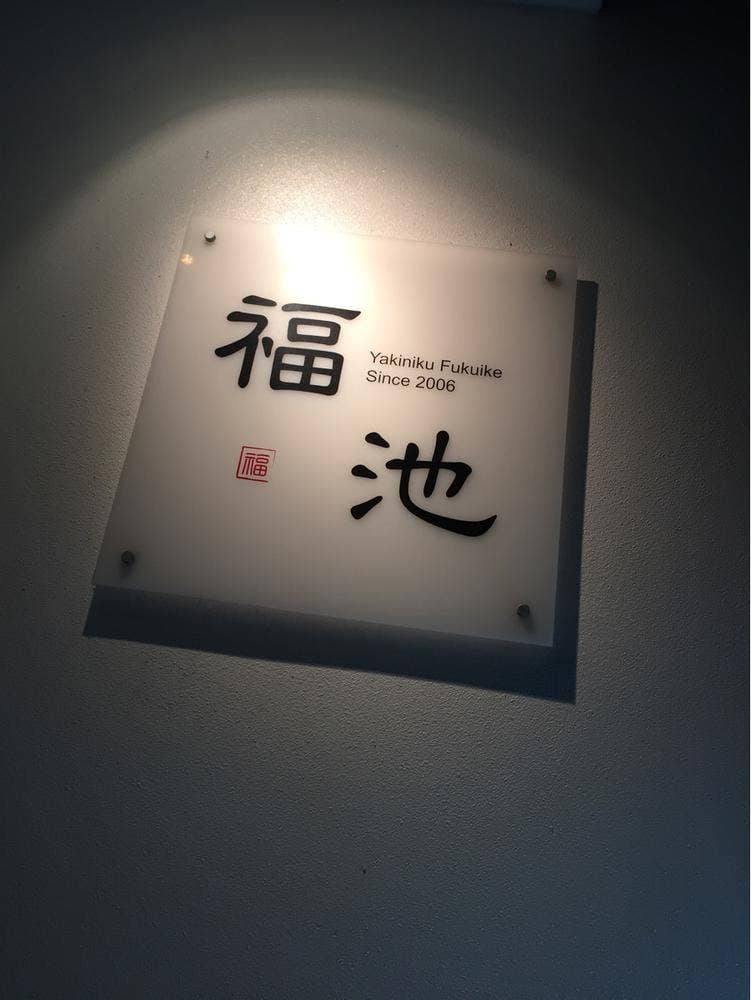 福
Yakiniku Fukuike
Since 2006
福
池